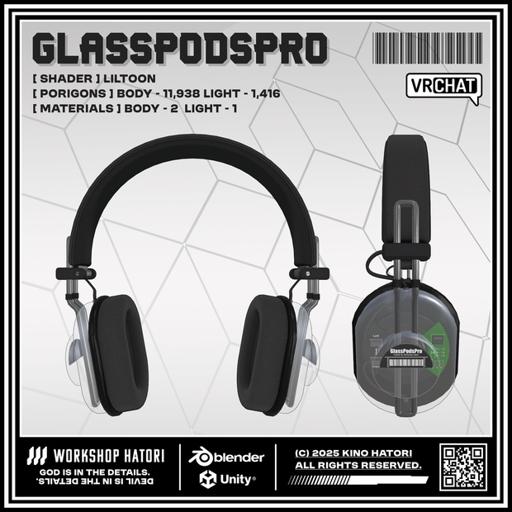 GLASSPODSPRO
[ SHADER ] LILTOON
[ PORIGONS ] BODY - 11,938 LIGHT - 1,416
[ MATERIALS ] BODY - 2 LIGHT - 1
VRCHAT
GlassPodsPro
WORKSHOP HATORI
GOD IS IN THE DETAILS.
DEVIL IS IN THE DETAILS.
blender
Unity
(C) 2025 KINO HATORI
ALL RIGHTS RESERVED.